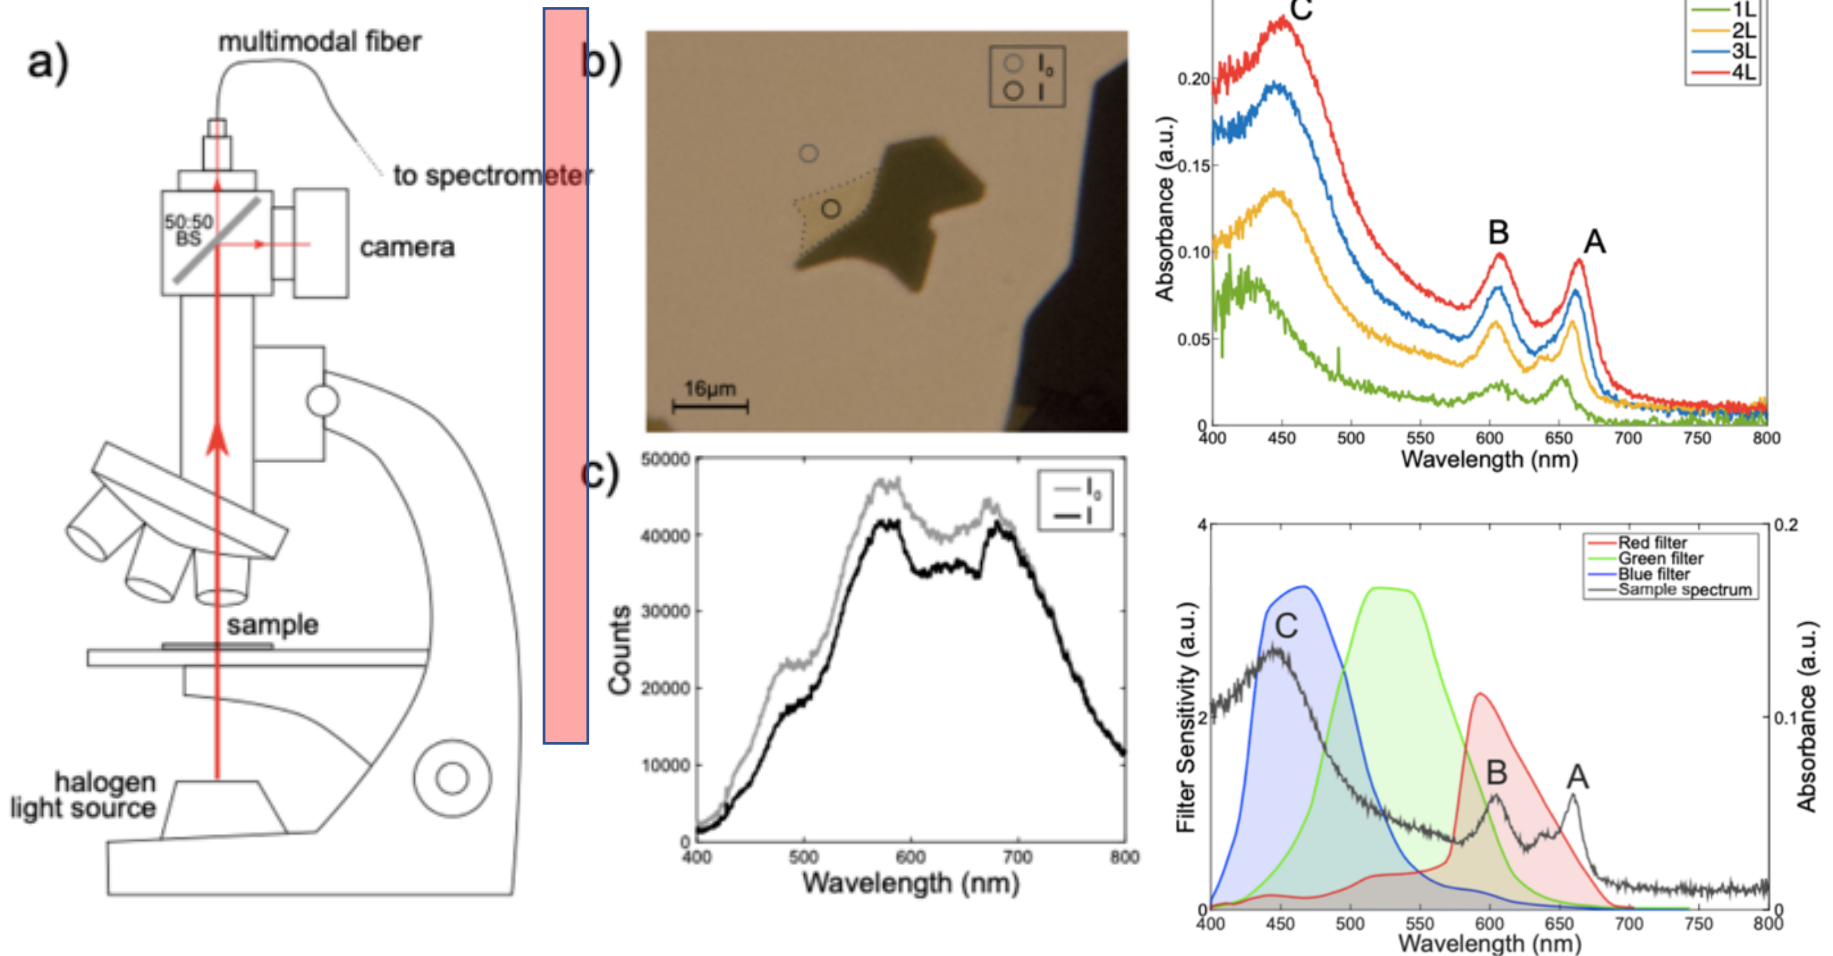 a)
multimodal fiber
to spectrometer
50:50
BS
camera
sample
halogen
light source
b)
I0
I
16µm
c)
50000
40000
30000
20000
10000
0
Counts
I0
I
400 500 600 700 800
Wavelength (nm)
C
1L
2L
3L
4L
0.20
0.15
0.10
0.05
0
Absorbance (a.u.)
B
A
400 450 500 550 600 650 700 750 800
Wavelength (nm)
4
2
0
Filter Sensitivity (a.u.)
0.2
0.1
0
Absorbance (a.u.)
Red filter
Green filter
Blue filter
Sample spectrum
C
B
A
400 450 500 550 600 650 700 750 800
Wavelength (nm)